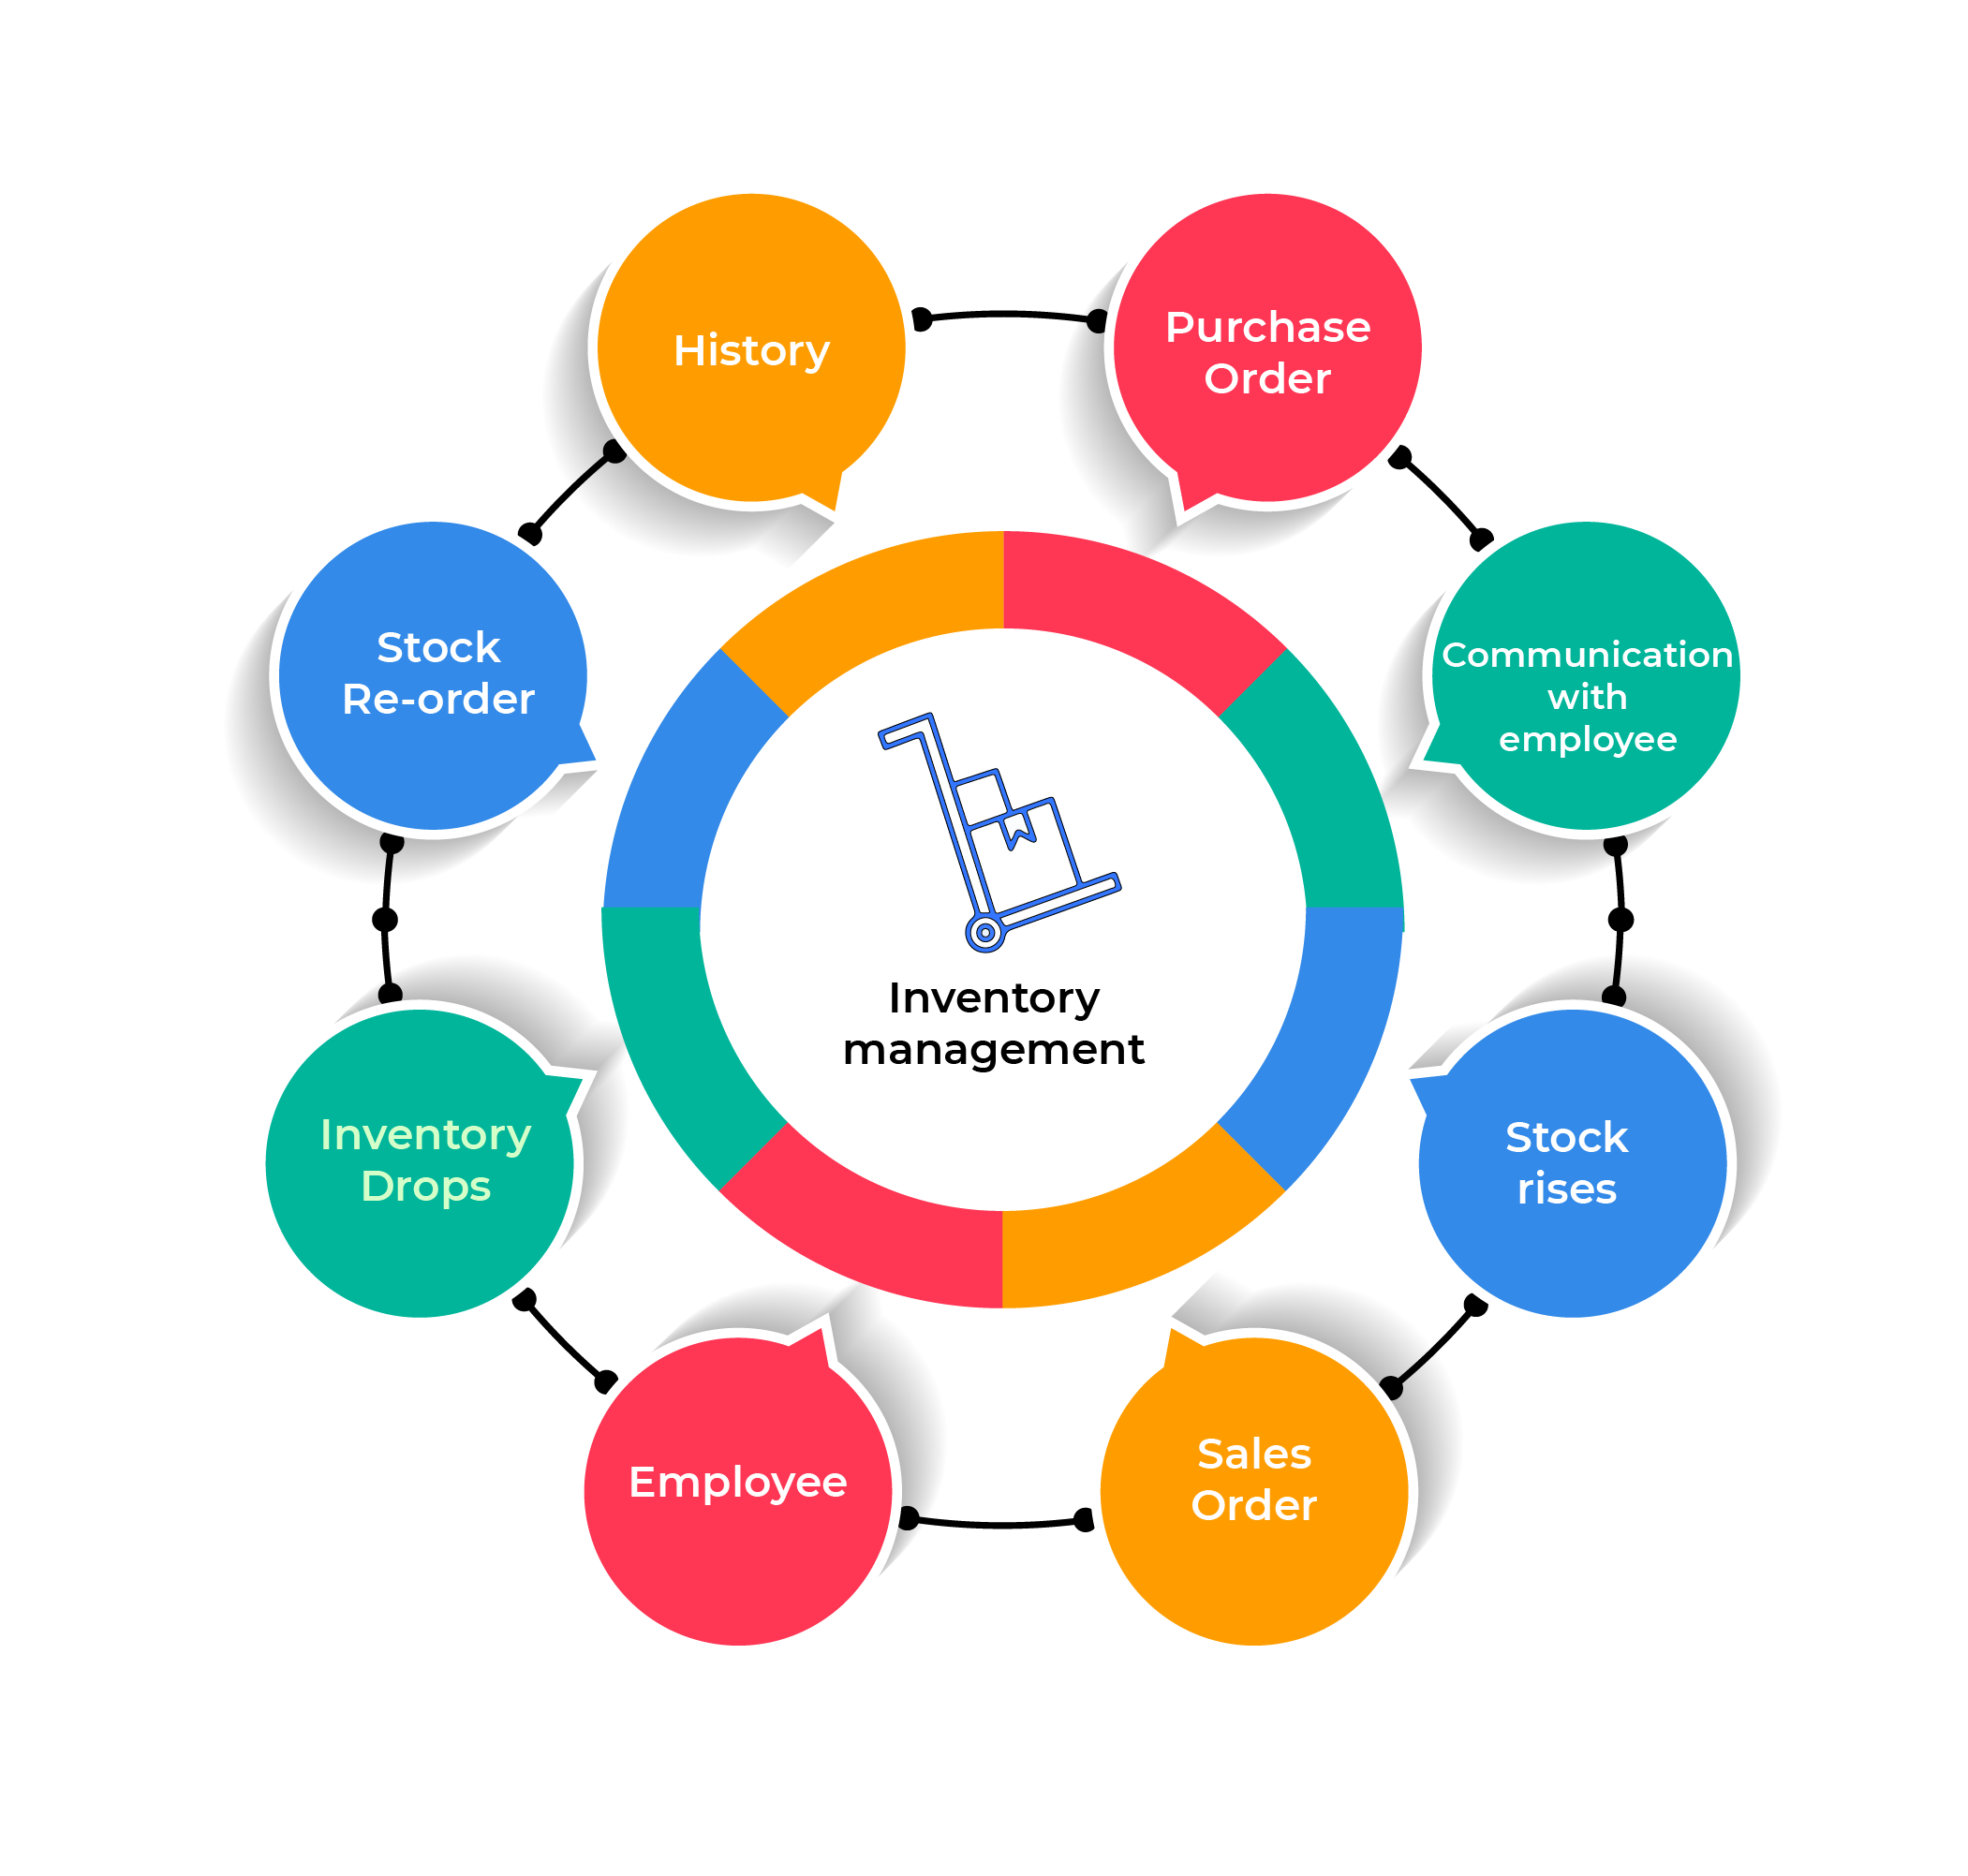 History
Purchase
Order
Stock
Re-order
Communication
with
employee
Inventory
management
Inventory
Drops
Stock
rises
Employee
Sales
Order